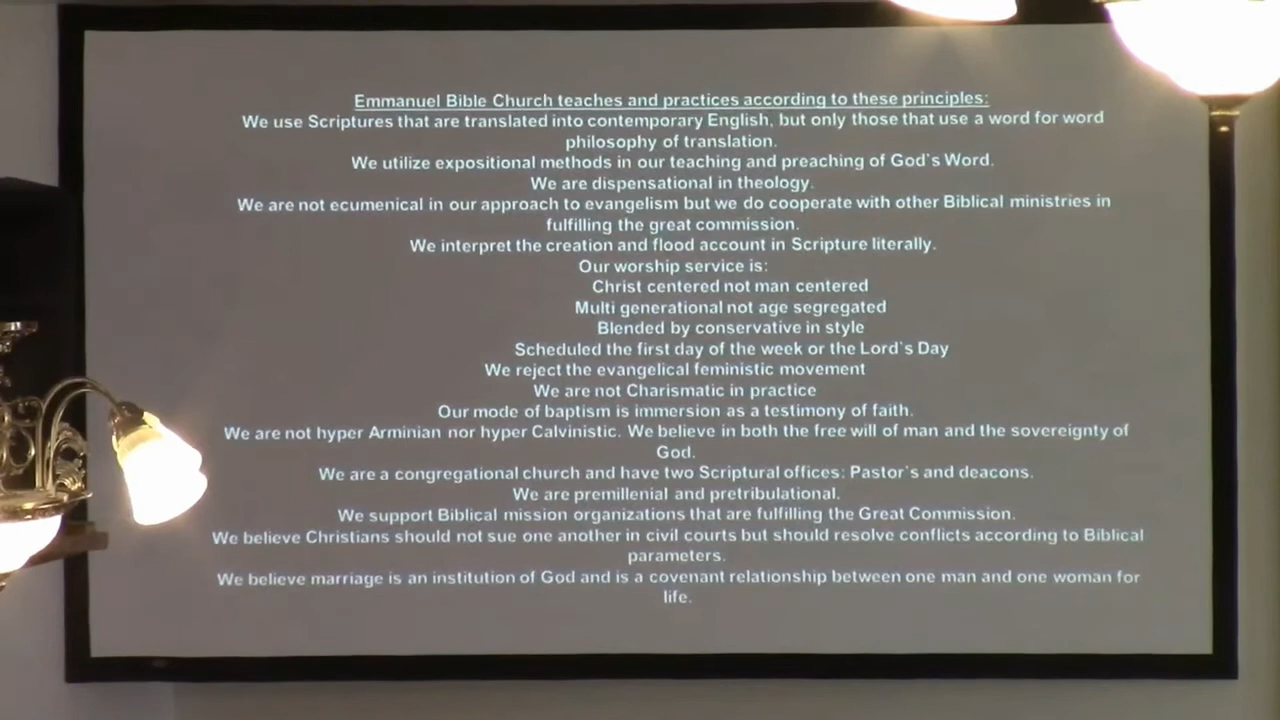 Emmanuel Bible Church teaches and practices according to these principles:
We use Scriptures that are translated into contemporary English, but only those that use a word for word
philosophy of translation.
We utilize expositional methods in our teaching and preaching of God's Word.
We are dispensational in theology.
We are not ecumenical in our approach to evangelism but we do cooperate with other Biblical ministries in
fulfilling the great commission.
We interpret the creation and flood account in Scripture literally.
Our worship service is:
Christ centered not man centered
Multi generational not age segregated
Blended by conservative in style
Scheduled the first day of the week or the Lord's Day
We reject the evangelical feministic movement
We are not Charismatic in practice
Our mode of baptism is immersion as a testimony of faith.
We are not hyper Arminian nor hyper Calvinistic. We believe in both the free will of man and the sovereignty of
God.
We are a congregational church and have two Scriptural offices: Pastor's and deacons.
We are premillenial and pretribulational.
We support Biblical mission organizations that are fulfilling the Great Commission.
We believe Christians should not sue one another in civil courts but should resolve conflicts according to Biblical
parameters.
We believe marriage is an institution of God and is a covenant relationship between one man and one woman for
life.